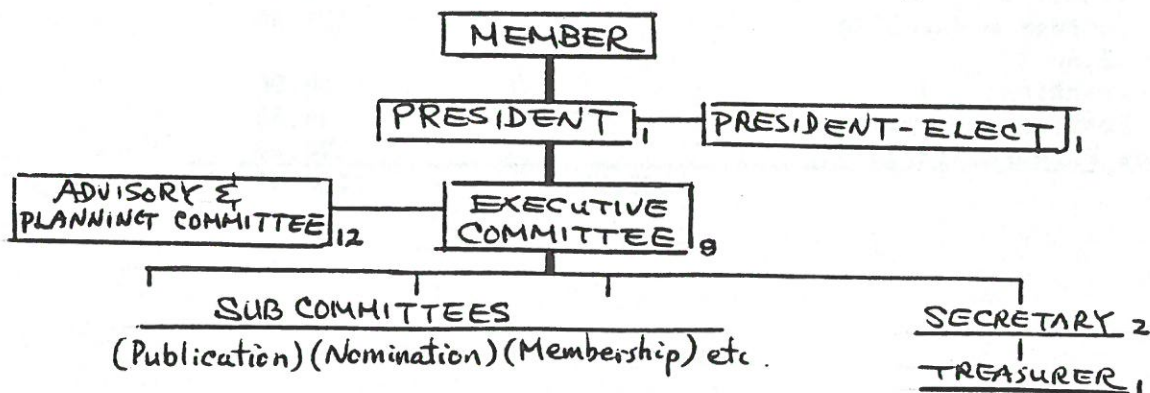 MEMBER
PRESIDENT 1
PRESIDENT-ELECT 1
ADVISORY &
PLANNING COMMITTEE 12
EXECUTIVE
COMMITTEE 9
SUB COMMITTEES
(Publication) (Nomination) (Membership) etc.
SECRETARY 2
TREASURER 1